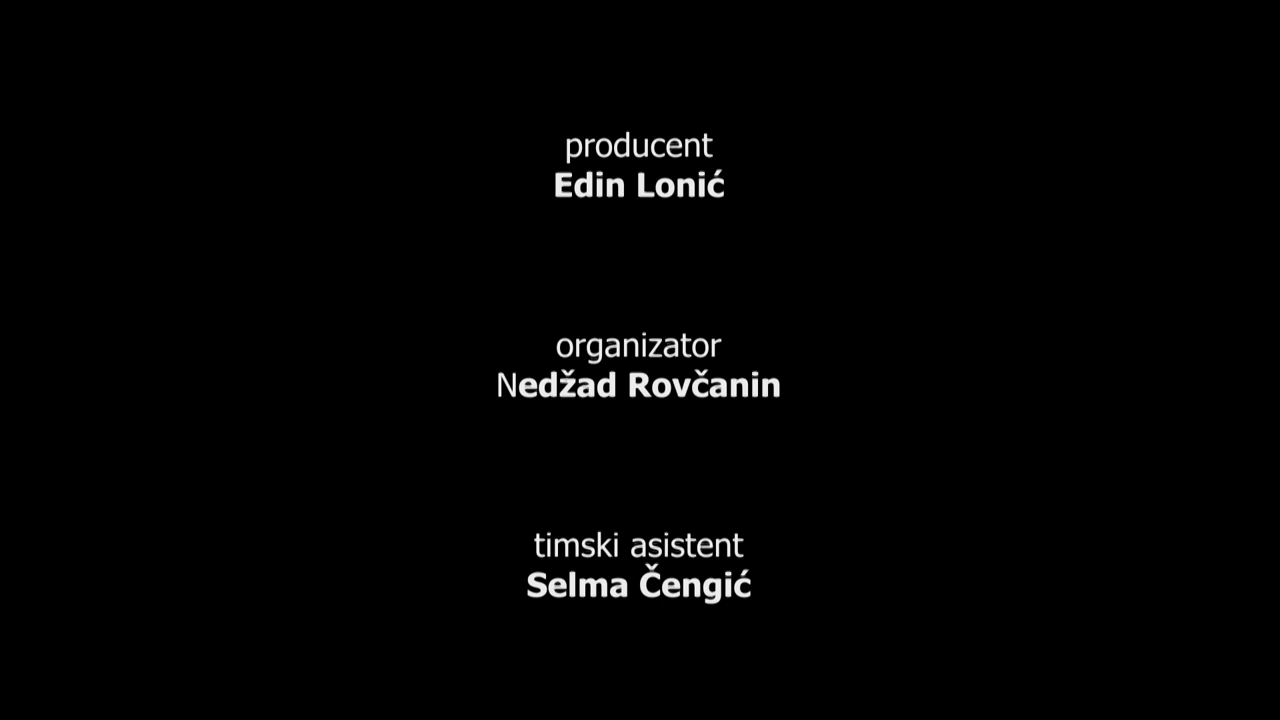 producent
Edin Lonić
organizator
Nedžad Rovčanin
timski asistent
Selma Čengić